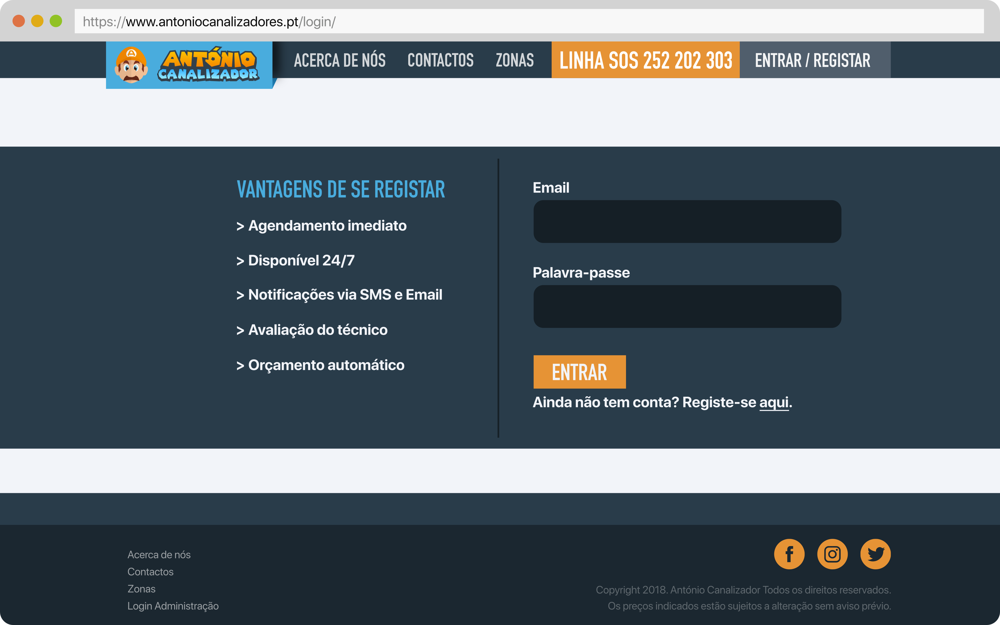 https://www.antoniocanalizadores.pt/login/
A
ANTÓNIO
CANALIZADOR
ACERCA DE NÓS CONTACTOS ZONAS LINHA SOS 252 202 303 ENTRAR / REGISTAR
VANTAGENS DE SE REGISTAR
> Agendamento imediato
> Disponível 24/7
> Notificações via SMS e Email
> Avaliação do técnico
> Orçamento automático
Email
Palavra-passe
ENTRAR
Ainda não tem conta? Registe-se aqui.
Acerca de nós
Contactos
Zonas
Login Administração
Copyright 2018. António Canalizador Todos os direitos reservados.
Os preços indicados estão sujeitos a alteração sem aviso prévio.